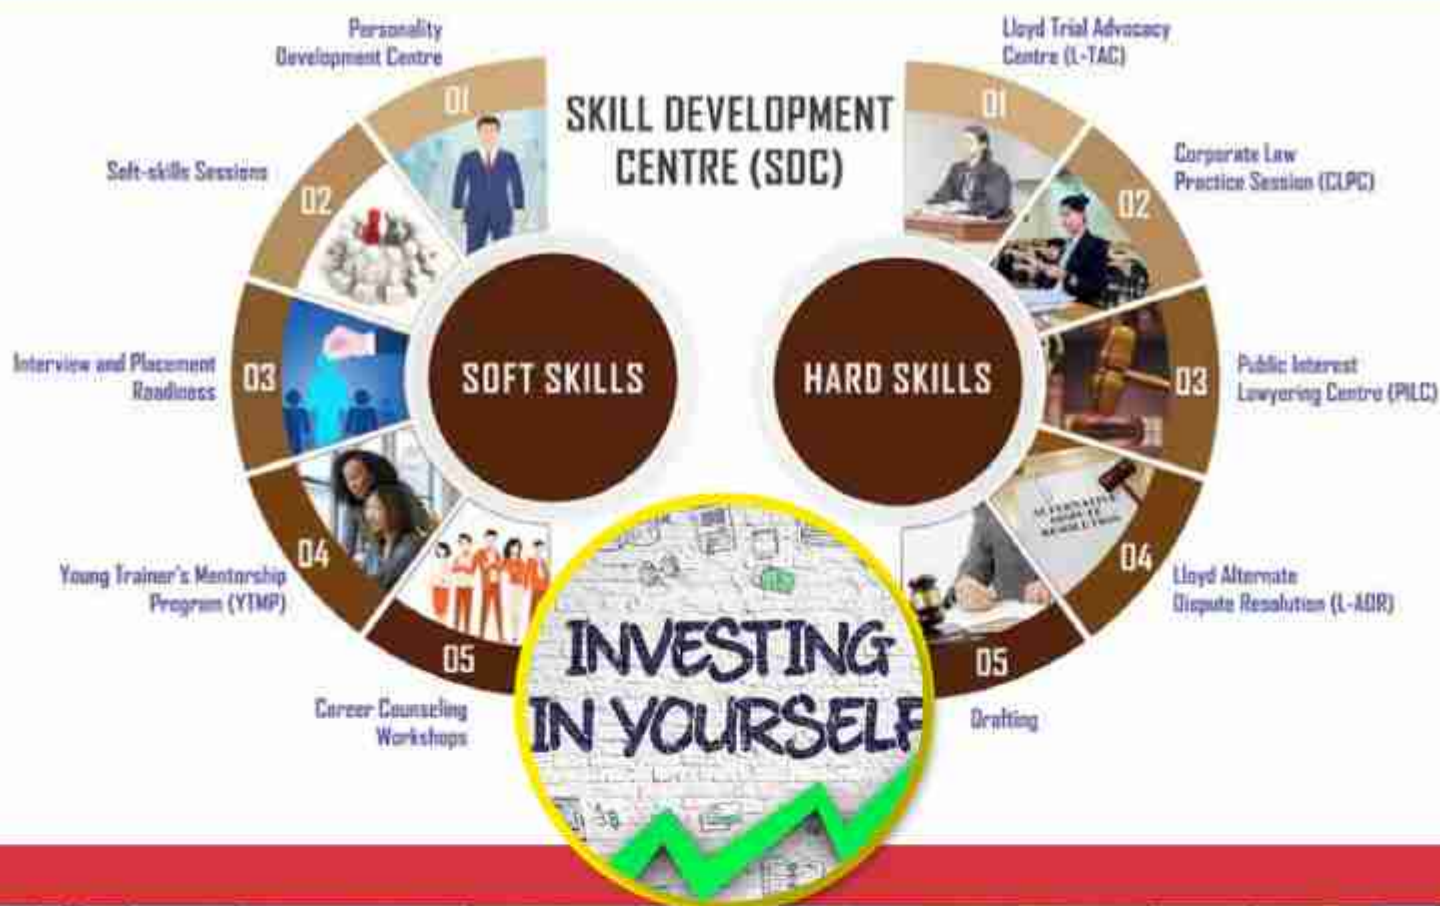 SKILL DEVELOPMENT
CENTRE (SDC)
SOFT SKILLS
01
Personality
Development Centre
02
Soft-skills Sessions
03
Interview and Placement
Readiness
04
Young Trainer's Mentorship
Program (YTMP)
05
Career Counseling
Workshops
HARD SKILLS
01
Lloyd Trial Advocacy
Centre (L-TAC)
02
Corporate Law
Practice Session (CLPC)
03
Public Interest
Lawyering Centre (PILC)
04
Lloyd Alternate
Dispute Resolution (L-ADR)
ALTERNATIVE
DISPUTE
RESOLUTION
05
Drafting
INVESTING
IN YOURSELF